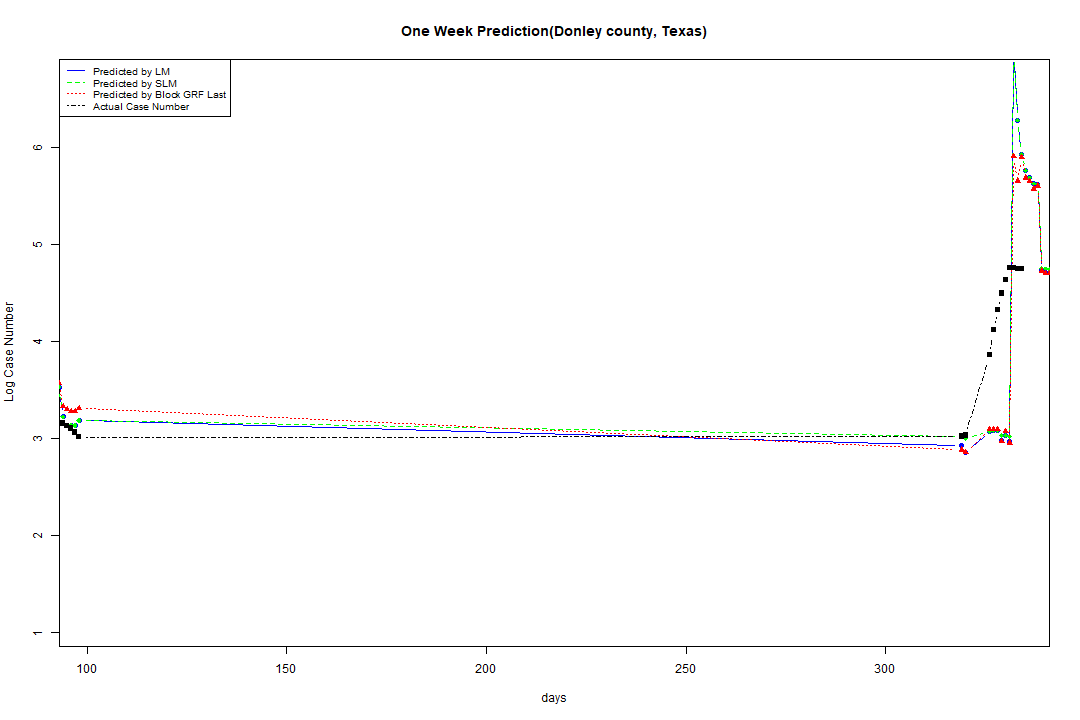 One Week Prediction(Donley county, Texas)
Predicted by LM
Predicted by SLM
Predicted by Block GRF Last
Actual Case Number
Log Case Number
6
5
4
3
2
1
100 150 200 250 300
days